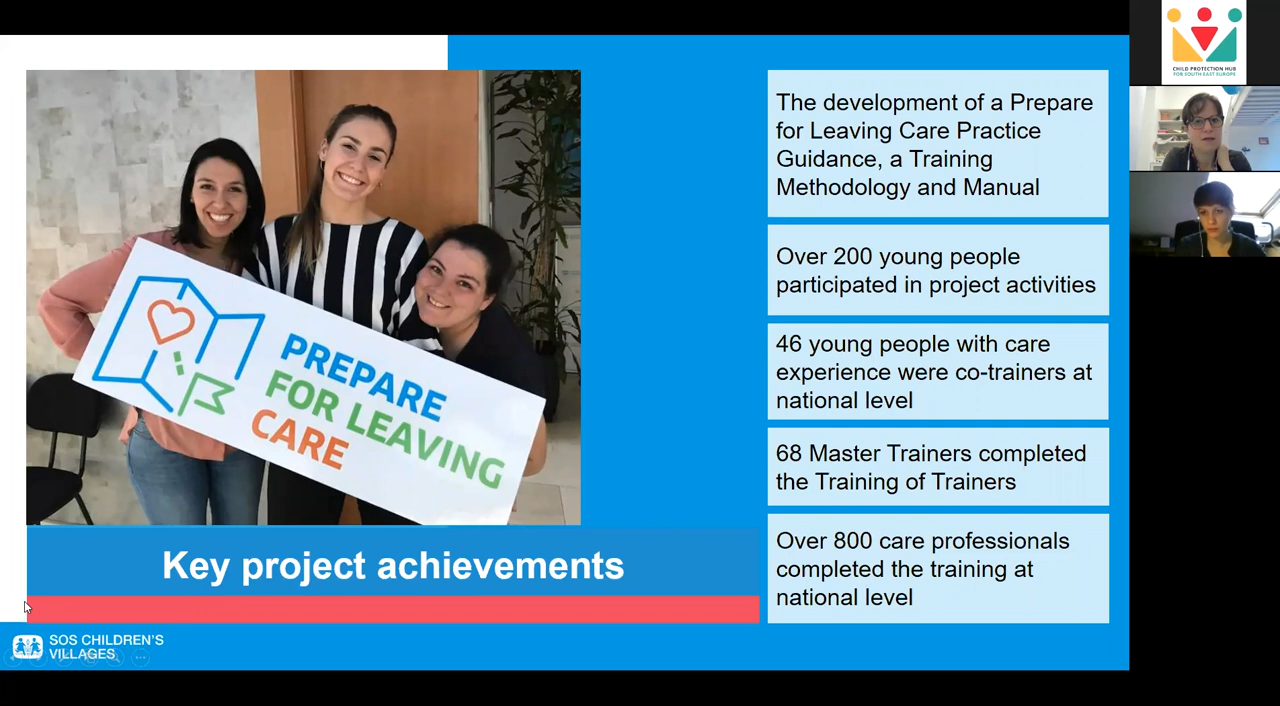 The development of a Prepare
for Leaving Care Practice
Guidance, a Training
Methodology and Manual
Over 200 young people
participated in project activities
46 young people with care
experience were co-trainers at
national level
68 Master Trainers completed
the Training of Trainers
Over 800 care professionals
completed the training at
national level
PREPARE
FOR LEAVING
CARE
Key project achievements
SOS CHILDREN'S
VILLAGES
CHILD PROTECTION HUB
FOR SOUTH EAST EUROPE